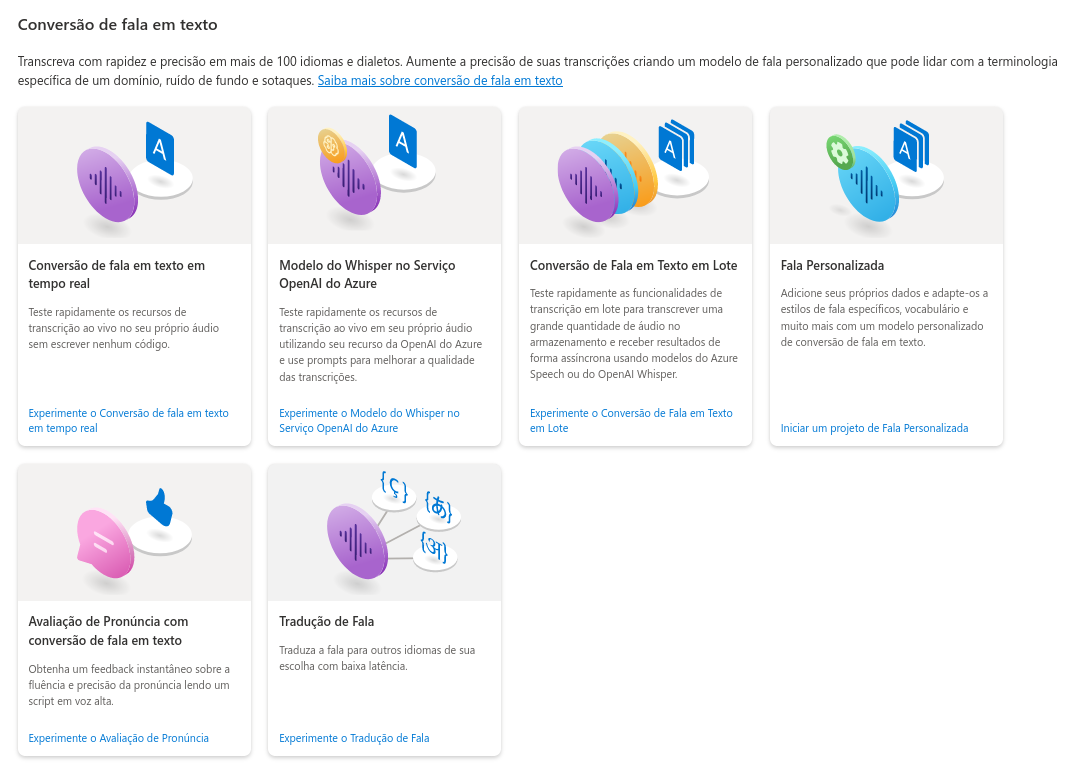 Conversão de fala em texto
Transcreva com rapidez e precisão em mais de 100 idiomas e dialetos. Aumente a precisão de suas transcrições criando um modelo de fala personalizado que pode lidar com a terminologia
específica de um domínio, ruído de fundo e sotaques. Saiba mais sobre conversão de fala em texto
A
A
A
A
Conversão de fala em texto em
tempo real
Teste rapidamente os recursos de
transcrição ao vivo no seu próprio áudio
sem escrever nenhum código.
Experimente o Conversão de fala em texto
em tempo real
Modelo do Whisper no Serviço
OpenAI do Azure
Teste rapidamente os recursos de
transcrição ao vivo em seu próprio áudio
utilizando seu recurso da OpenAI do Azure
e use prompts para melhorar a qualidade
das transcrições.
Experimente o Modelo do Whisper no
Serviço OpenAI do Azure
Conversão de Fala em Texto em Lote
Teste rapidamente as funcionalidades de
transcrição em lote para transcrever uma
grande quantidade de áudio no
armazenamento e receber resultados de
forma assíncrona usando modelos do Azure
Speech ou do OpenAI Whisper.
Experimente o Conversão de Fala em Texto
em Lote
Fala Personalizada
Adicione seus próprios dados e adapte-os a
estilos de fala específicos, vocabulário e
muito mais com um modelo personalizado
de conversão de fala em texto.
Iniciar um projeto de Fala Personalizada
{ç}
{あ}
{अ}
Avaliação de Pronúncia com
conversão de fala em texto
Obtenha um feedback instantâneo sobre a
fluência e precisão da pronúncia lendo um
script em voz alta.
Experimente o Avaliação de Pronúncia
Tradução de Fala
Traduza a fala para outros idiomas de sua
escolha com baixa latência.
Experimente o Tradução de Fala